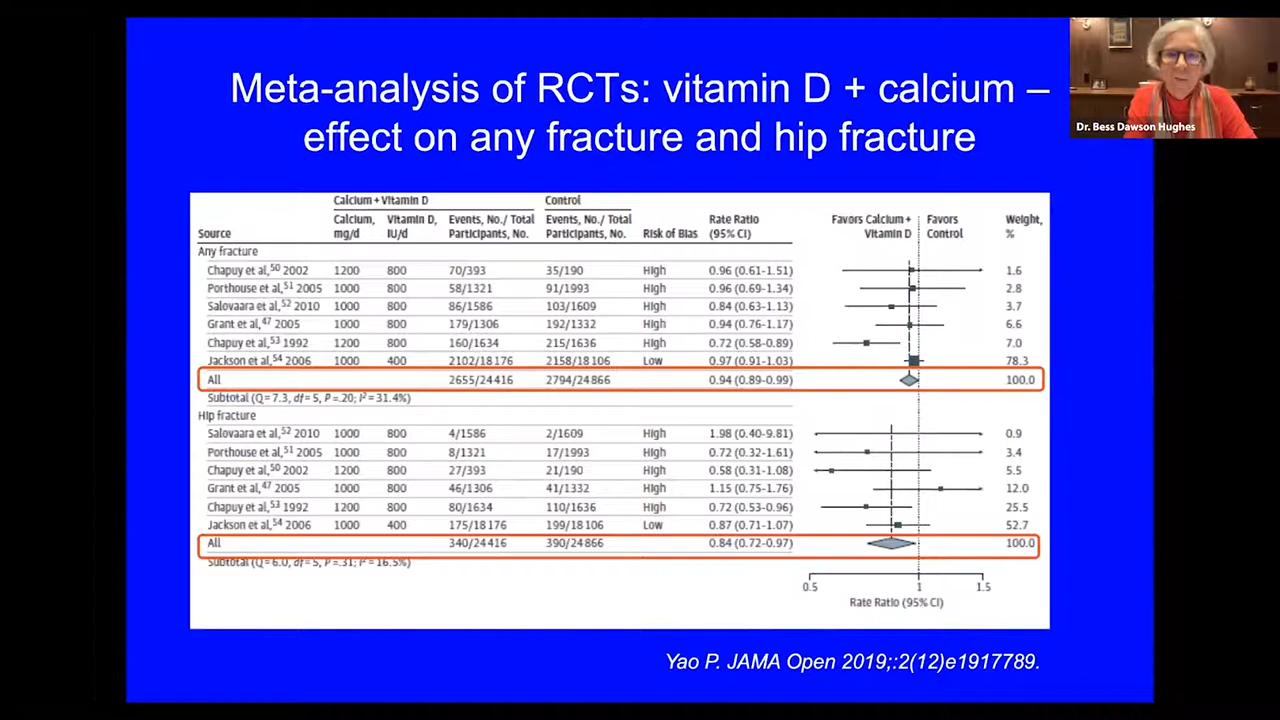 Meta-analysis of RCTs: vitamin D + calcium –
effect on any fracture and hip fracture
Dr. Bess Dawson Hughes
Calcium + Vitamin D Control
Calcium, Vitamin D, Events, No./ Total Events, No./ Total Rate Ratio Favors Calcium + Favors Weight,
Source mg/d IU/d Participants, No. Participants, No. Risk of Bias (95% CI) Vitamin D Control %
Any fracture
Chapuy et al,50 2002 1200 800 70/393 35/190 High 0.96 (0.61-1.51) 1.6
Porthouse et al,51 2005 1000 800 58/1321 91/1993 High 0.96 (0.69-1.34) 2.8
Salovaara et al,52 2010 1000 800 86/1586 103/1609 High 0.84 (0.63-1.13) 3.7
Grant et al,47 2005 1000 800 179/1306 192/1332 High 0.94 (0.76-1.17) 6.6
Chapuy et al,53 1992 1200 800 160/1634 215/1636 High 0.72 (0.58-0.89) 7.0
Jackson et al,54 2006 1000 400 2102/18176 2158/18106 Low 0.97 (0.91-1.03) 78.3
All 2655/24416 2794/24866 0.94 (0.89-0.99) 100.0
Subtotal (Q = 7.3, df = 5, P = .20; I2 = 31.4%)
Hip fracture
Salovaara et al,52 2010 1000 800 4/1586 2/1609 High 1.98 (0.40-9.81) 0.9
Porthouse et al,51 2005 1000 800 8/1321 17/1993 High 0.72 (0.32-1.61) 3.4
Chapuy et al,50 2002 1200 800 27/393 21/190 High 0.58 (0.31-1.08) 5.5
Grant et al,47 2005 1000 800 46/1306 41/1332 High 1.15 (0.75-1.76) 12.0
Chapuy et al,53 1992 1200 800 80/1634 110/1636 High 0.72 (0.53-0.96) 25.5
Jackson et al,54 2006 1000 400 175/18176 199/18106 Low 0.87 (0.71-1.07) 52.7
All 340/24416 390/24866 0.84 (0.72-0.97) 100.0
Subtotal (Q = 6.0, df = 5, P = .31; I2 = 16.5%)
0.5 1 1.5
Rate Ratio (95% CI)
Yao P. JAMA Open 2019;:2(12)e1917789.